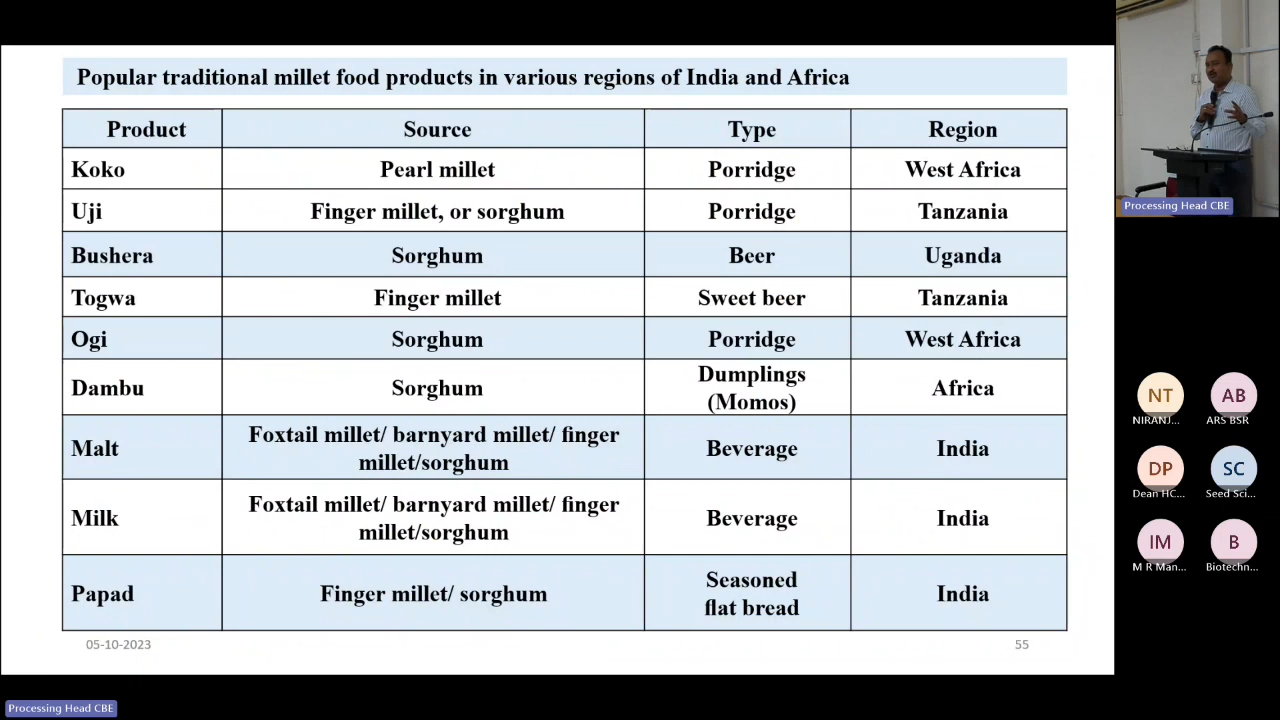 Popular traditional millet food products in various regions of India and Africa
Product Source Type Region
Koko Pearl millet Porridge West Africa
Uji Finger millet, or sorghum Porridge Tanzania
Bushera Sorghum Beer Uganda
Togwa Finger millet Sweet beer Tanzania
Ogi Sorghum Porridge West Africa
Dambu Sorghum Dumplings (Momos) Africa
Malt Foxtail millet/ barnyard millet/ finger millet/sorghum Beverage India
Milk Foxtail millet/ barnyard millet/ finger millet/sorghum Beverage India
Papad Finger millet/ sorghum Seasoned flat bread India
05-10-2023 55
Processing Head CBE
Processing Head CBE
NT AB
NIRANJ... ARS BSR
DP SC
Dean HC... Seed Sci...
IM B
M R Man... Biotechn...